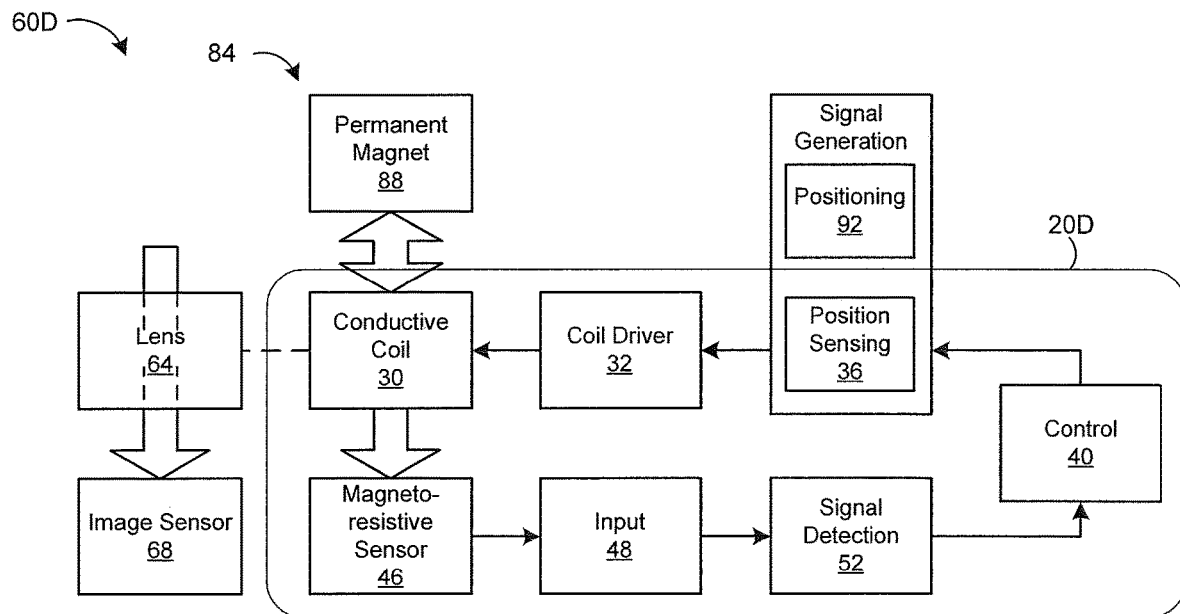 60D
84
Permanent
Magnet
88
Signal
Generation
Positioning
92
20D
Lens
64
Conductive
Coil
30
Coil Driver
32
Position
Sensing
36
Control
40
Image Sensor
68
Magneto-
resistive
Sensor
46
Input
48
Signal
Detection
52